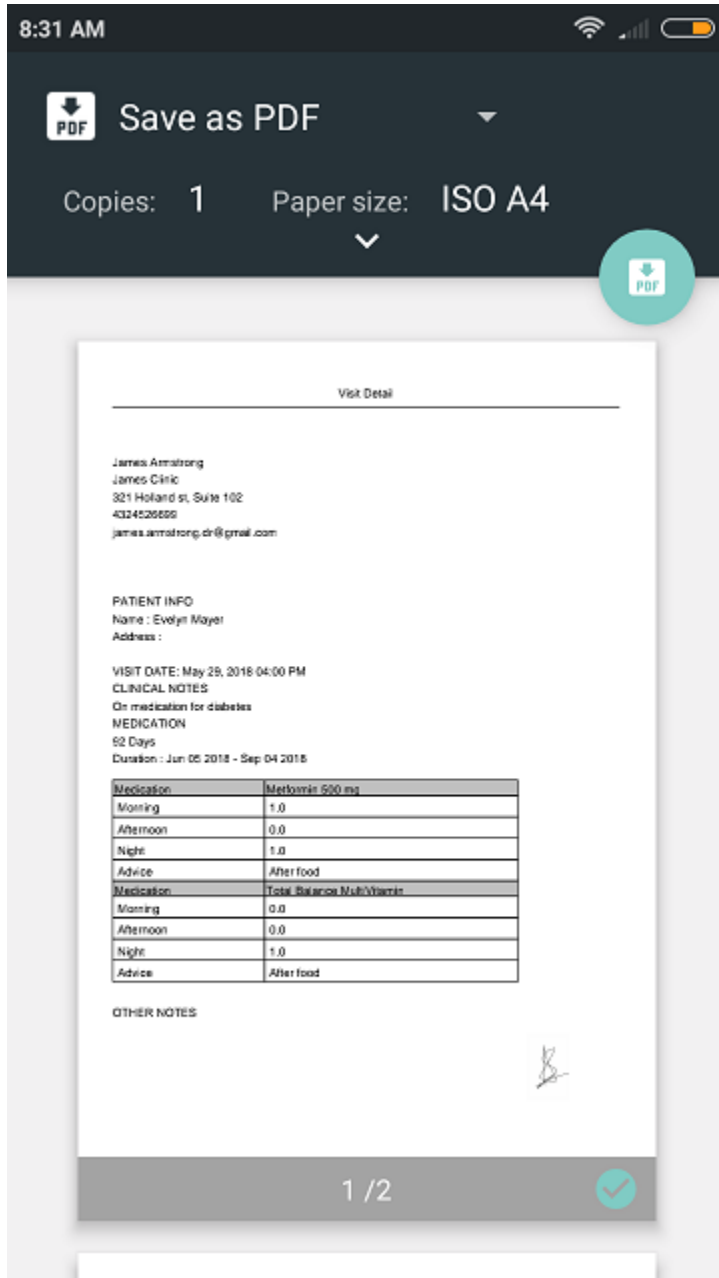 8:31 AM
PDF Save as PDF
Copies: 1 Paper size: ISO A4
PDF
Visit Detail
James Armstrong
James Clinic
321 Holland st, Suite 102
4324526699
james.armstrong.dr@gmail.com
PATIENT INFO
Name : Evelyn Mayer
Address :
VISIT DATE: May 29, 2018 04:00 PM
CLINICAL NOTES
On medication for diabetes
MEDICATION
92 Days
Duration : Jun 05 2018 - Sep 04 2018
Medication Metformin 500 mg
Morning 1.0
Afternoon 0.0
Night 1.0
Advice After food
Medication Total Balance MultiVitamin
Morning 0.0
Afternoon 0.0
Night 1.0
Advice After food
OTHER NOTES
1 /2